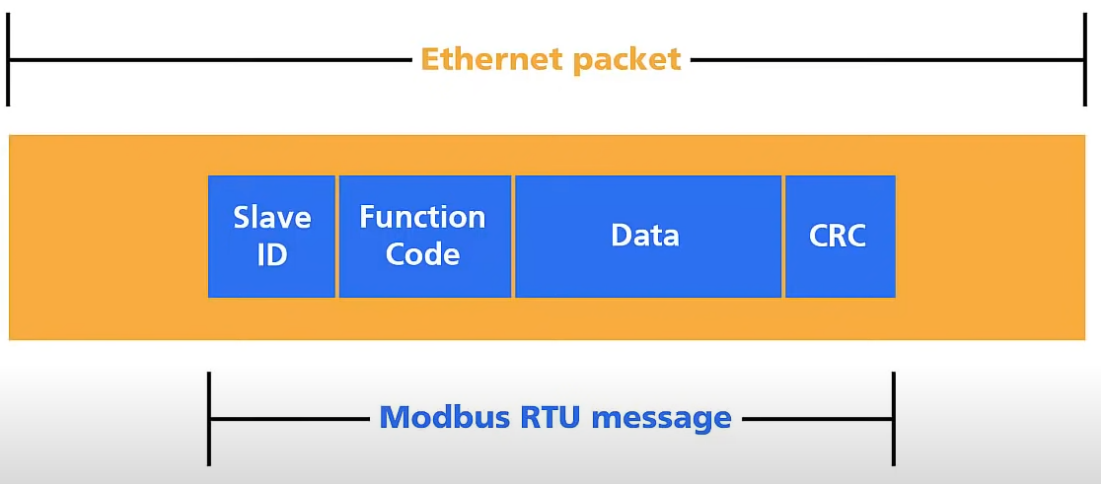 Ethernet packet
Slave
ID
Function
Code
Data
CRC
Modbus RTU message